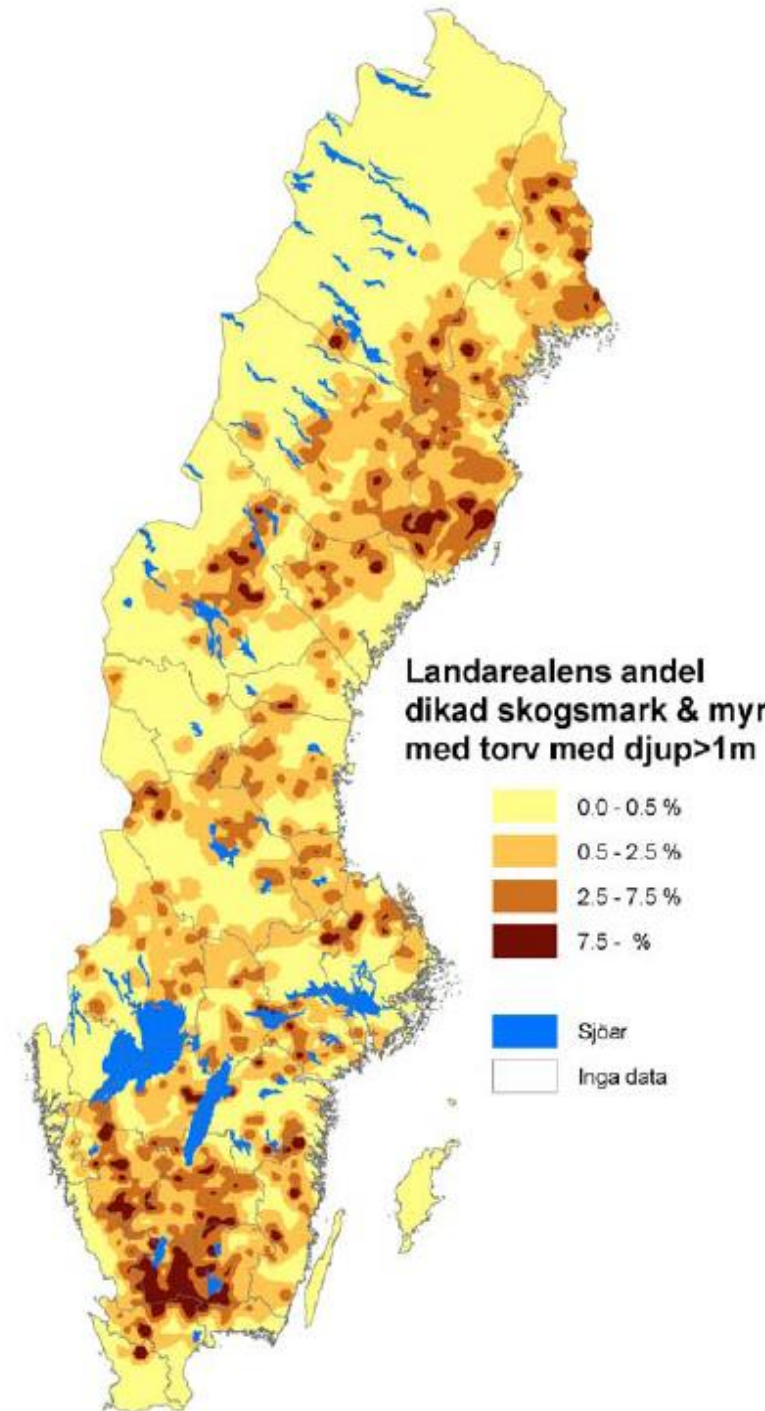 Landarealens andel
dikad skogsmark & myr
med torv med djup>1m
0.0 - 0.5 %
0.5 - 2.5 %
2.5 - 7.5 %
7.5 - %
Sjöar
Inga data